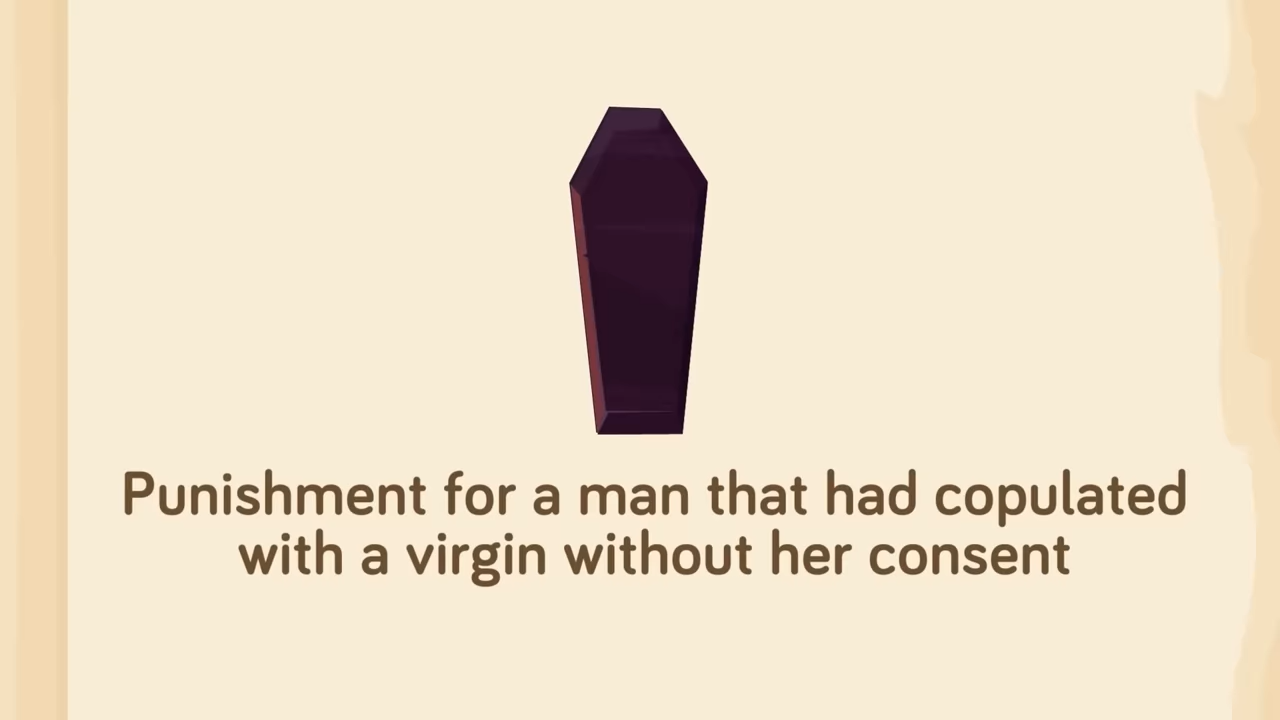 Punishment for a man that had copulated
with a virgin without her consent